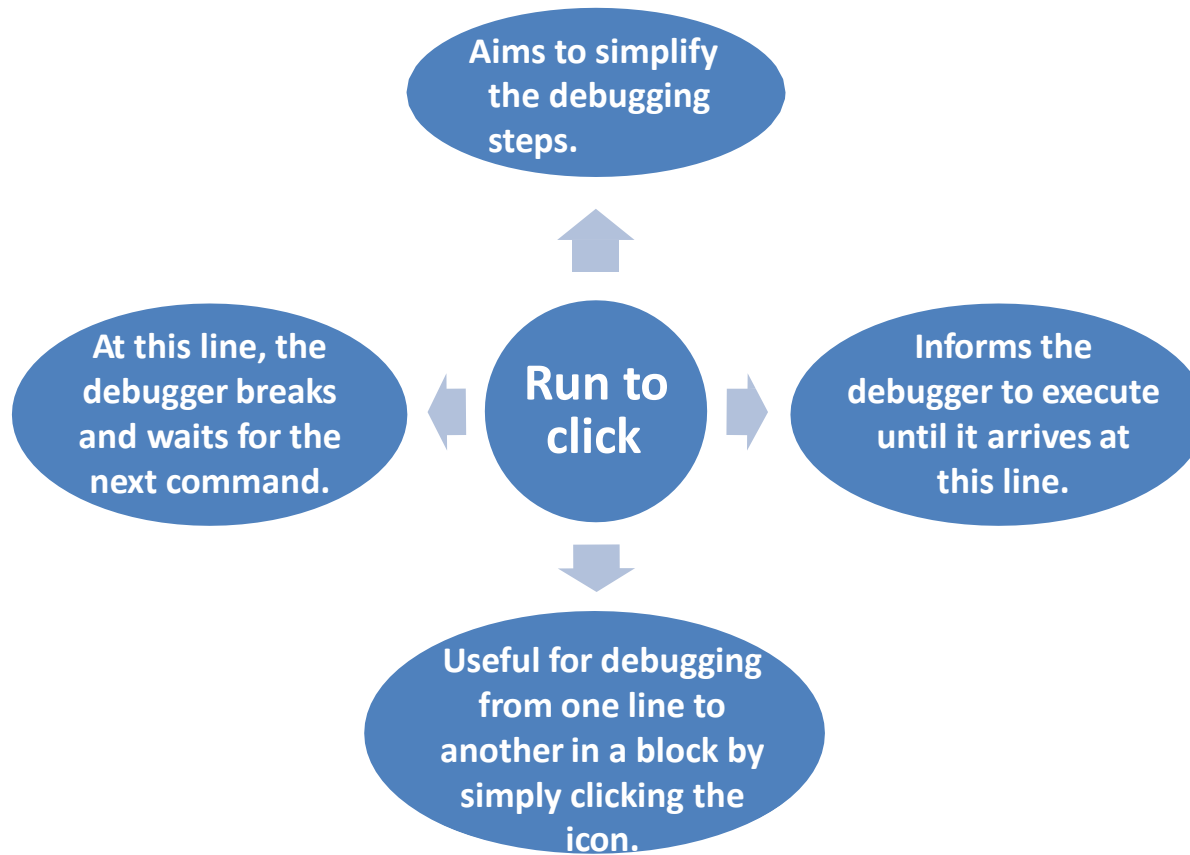 Aims to simplify
the debugging
steps.
At this line, the
debugger breaks
and waits for the
next command.
Run to
click
Informs the
debugger to execute
until it arrives at
this line.
Useful for debugging
from one line to
another in a block by
simply clicking the
icon.